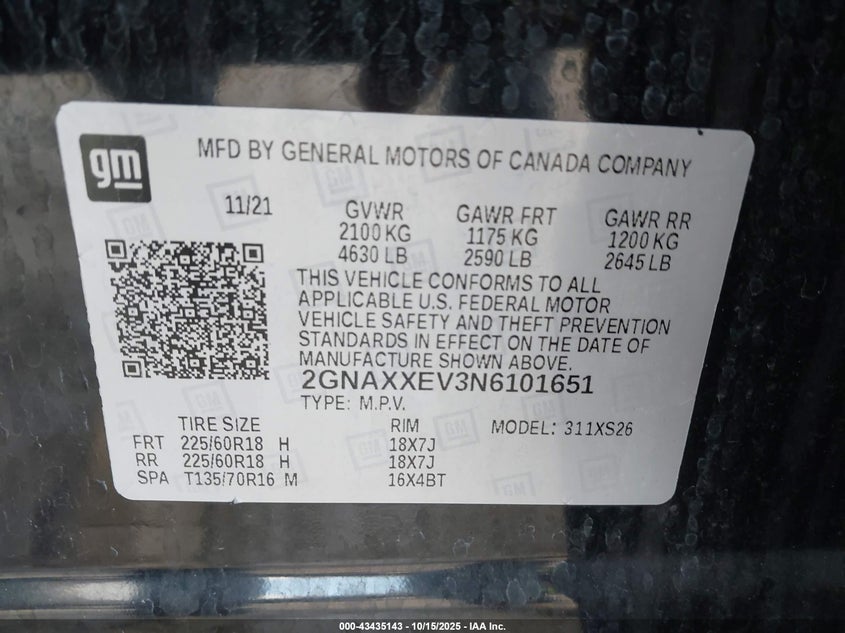 gm
MFD BY GENERAL MOTORS OF CANADA COMPANY
11/21
GVWR
2100 KG
4630 LB
GAWR FRT
1175 KG
2590 LB
GAWR RR
1200 KG
2645 LB
THIS VEHICLE CONFORMS TO ALL
APPLICABLE U.S. FEDERAL MOTOR
VEHICLE SAFETY AND THEFT PREVENTION
STANDARDS IN EFFECT ON THE DATE OF
MANUFACTURE SHOWN ABOVE.
2GNAXXEV3N6101651
TYPE: M.P.V.
TIRE SIZE RIM MODEL: 311XS26
FRT 225/60R18 H 18X7J
RR 225/60R18 H 18X7J
SPA T135/70R16 M 16X4BT
000-43435143 - 10/15/2025 - IAA Inc.